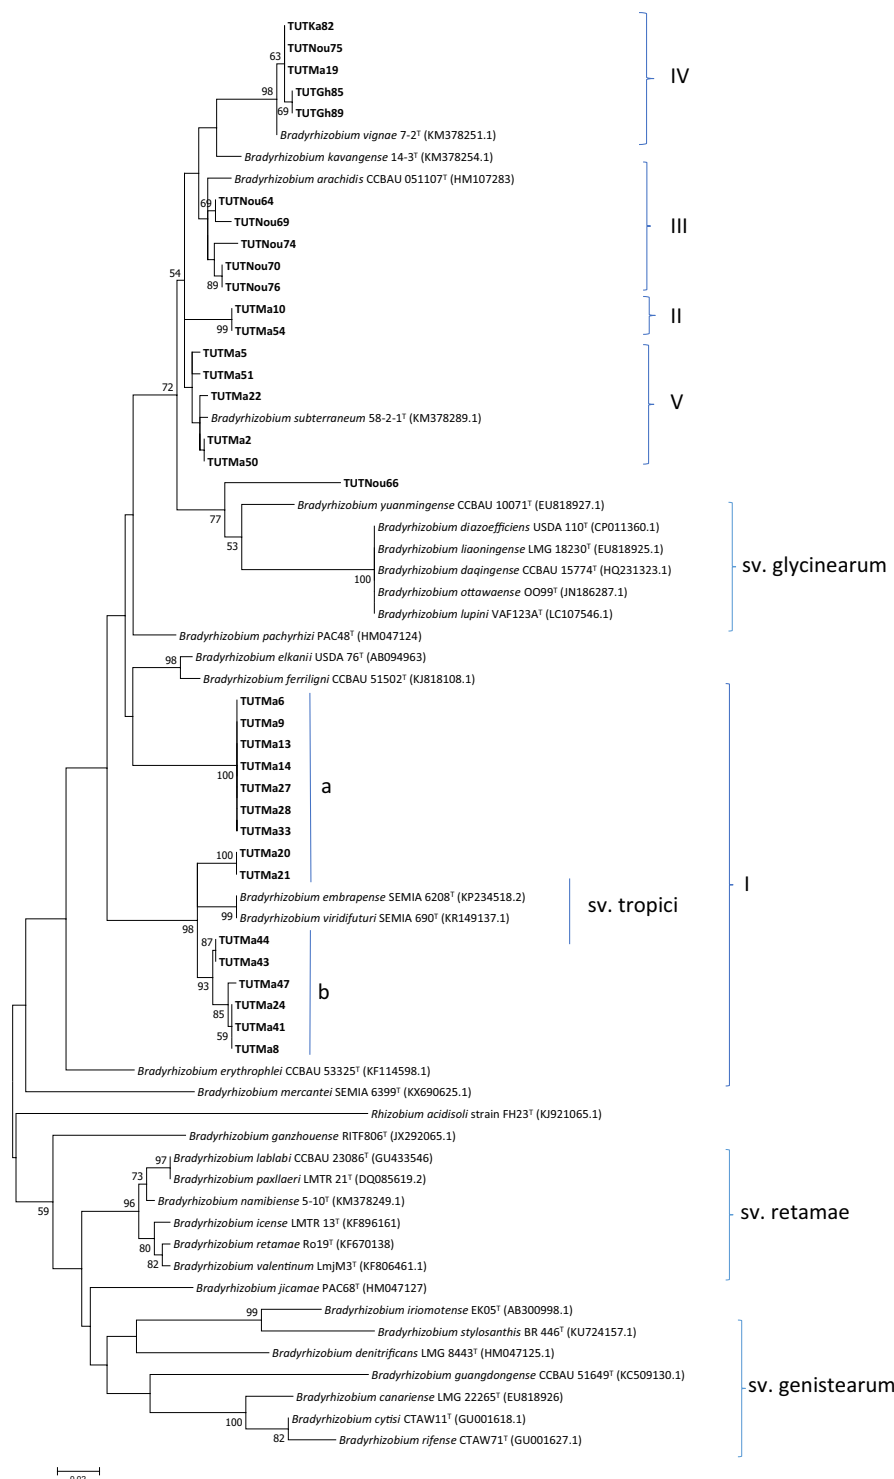 TUTKa82
63
TUTNou75
TUTMa19
IV
98
TUTGh85
69
TUTGh89
Bradyrhizobium vignae 7-2ᵀ (KM378251.1)
Bradyrhizobium kavangense 14-3ᵀ (KM378254.1)
Bradyrhizobium arachidis CCBAU 051107ᵀ (HM107283)
69
TUTNou64
TUTNou69
III
TUTNou74
54
TUTNou70
89
TUTNou76
TUTMa10
II
99
TUTMa54
TUTMa5
TUTMa51
72
TUTMa22
V
Bradyrhizobium subterraneum 58-2-1ᵀ (KM378289.1)
TUTMa2
TUTMa50
TUTNou66
Bradyrhizobium yuanmingense CCBAU 10071ᵀ (EU818927.1)
77
Bradyrhizobium diazoefficiens USDA 110ᵀ (CP011360.1)
53
Bradyrhizobium liaoningense LMG 18230ᵀ (EU818925.1)
sv. glycinearum
100
Bradyrhizobium daqingense CCBAU 15774ᵀ (HQ231323.1)
Bradyrhizobium ottawaense OO99ᵀ (JN186287.1)
Bradyrhizobium lupini VAF123Aᵀ (LC107546.1)
Bradyrhizobium pachyrhizi PAC48ᵀ (HM047124)
98
Bradyrhizobium elkanii USDA 76ᵀ (AB094963)
Bradyrhizobium ferriligni CCBAU 51502ᵀ (KJ818108.1)
TUTMa6
TUTMa9
TUTMa13
TUTMa14
100
TUTMa27
a
TUTMa28
TUTMa33
100
TUTMa20
TUTMa21
I
Bradyrhizobium embrapense SEMIA 6208ᵀ (KP234518.2)
sv. tropici
99
Bradyrhizobium viridifuturi SEMIA 690ᵀ (KR149137.1)
98
87
TUTMa44
TUTMa43
93
TUTMa47
b
85
TUTMa24
TUTMa41
59
TUTMa8
Bradyrhizobium erythrophlei CCBAU 53325ᵀ (KF114598.1)
Bradyrhizobium mercantei SEMIA 6399ᵀ (KX690625.1)
Rhizobium acidisoli strain FH23ᵀ (KJ921065.1)
Bradyrhizobium ganzhouense RITF806ᵀ (JX292065.1)
97
Bradyrhizobium lablabi CCBAU 23086ᵀ (GU433546)
73
Bradyrhizobium paxllaeri LMTR 21ᵀ (DQ085619.2)
96
Bradyrhizobium namibiense 5-10ᵀ (KM378249.1)
59
sv. retamae
Bradyrhizobium icense LMTR 13ᵀ (KF896161)
80
Bradyrhizobium retamae Ro19ᵀ (KF670138)
82
Bradyrhizobium valentinum LmjM3ᵀ (KF806461.1)
Bradyrhizobium jicamae PAC68ᵀ (HM047127)
99
Bradyrhizobium iriomotense EK05ᵀ (AB300998.1)
Bradyrhizobium stylosanthis BR 446ᵀ (KU724157.1)
Bradyrhizobium denitrificans LMG 8443ᵀ (HM047125.1)
Bradyrhizobium guangdongense CCBAU 51649ᵀ (KC509130.1)
sv. genistearum
Bradyrhizobium canariense LMG 22265ᵀ (EU818926)
100
Bradyrhizobium cytisi CTAW11ᵀ (GU001618.1)
82
Bradyrhizobium rifense CTAW71ᵀ (GU001627.1)